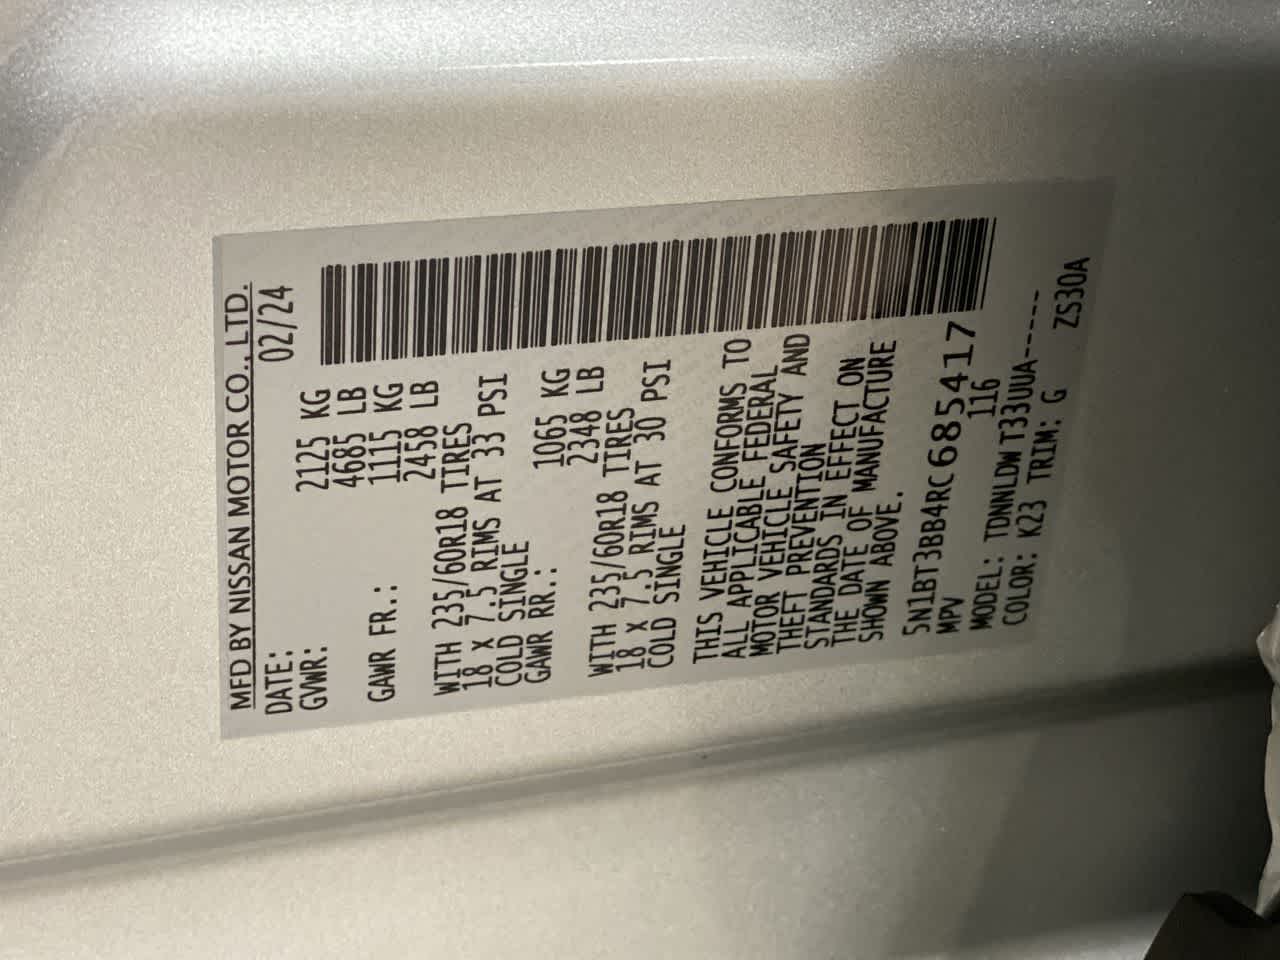 MFD BY NISSAN MOTOR CO., LTD.
DATE: 02/24
GVWR: 2125 KG
4685 LB
GAWR FR.: 1115 KG
2458 LB
WITH 235/60R18 TIRES
18 X 7.5 RIMS AT 33 PSI
COLD SINGLE
GAWR RR.: 1065 KG
2348 LB
WITH 235/60R18 TIRES
18 X 7.5 RIMS AT 30 PSI
COLD SINGLE
THIS VEHICLE CONFORMS TO
ALL APPLICABLE FEDERAL
MOTOR VEHICLE SAFETY AND
THEFT PREVENTION
STANDARDS IN EFFECT ON
THE DATE OF MANUFACTURE
SHOWN ABOVE.
5N1BT3BB4RC685417
MPV 116
MODEL: TDNNLDW T33UUA-----
COLOR: K23 TRIM: G ZS30A